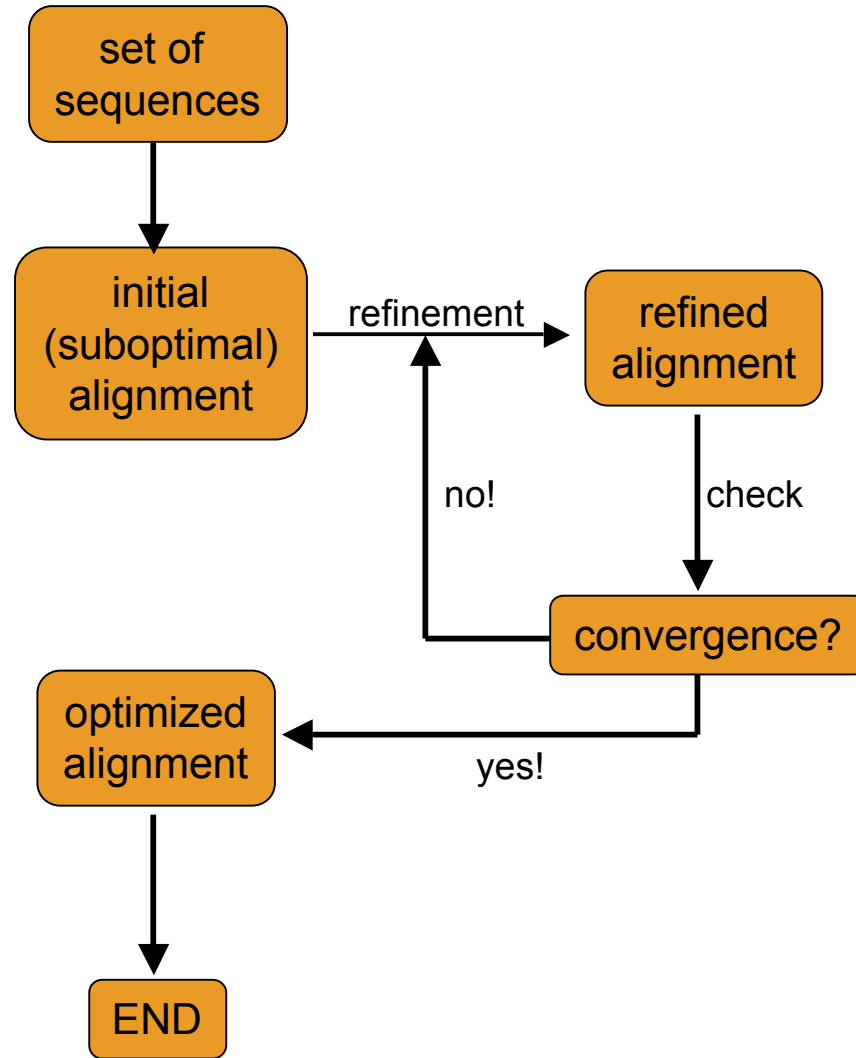 set of
sequences
initial
(suboptimal)
alignment
refinement
refined
alignment
no!
check
convergence?
optimized
alignment
yes!
END